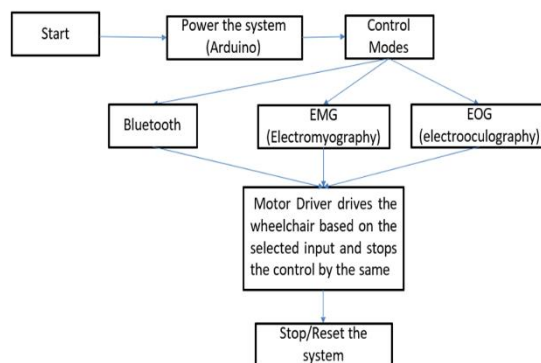 Start
Power the system
(Arduino)
Control
Modes
Bluetooth
EMG
(Electromyography)
EOG
(electrooculography)
Motor Driver drives the
wheelchair based on the
selected input and stops
the control by the same
Stop/Reset the
system